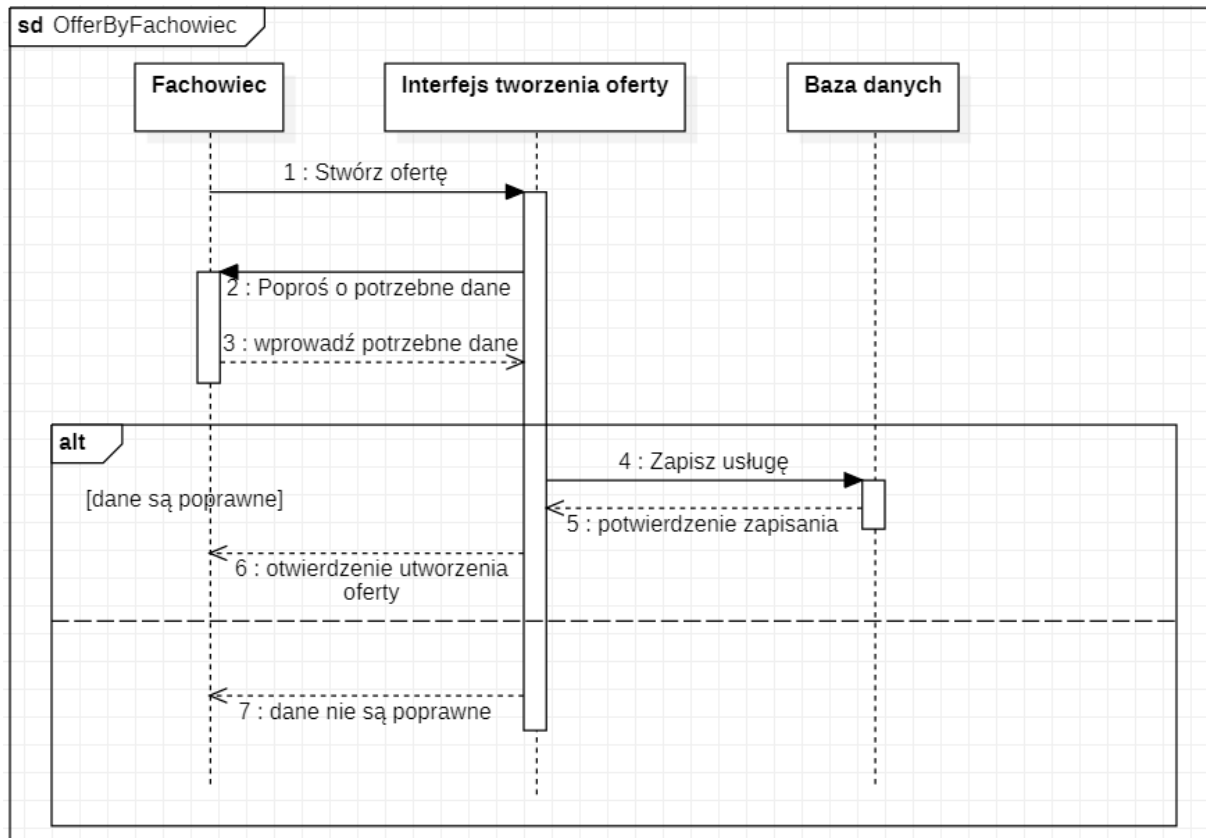 sd OfferByFachowiec
Fachowiec
Interfejs tworzenia oferty
Baza danych
1 : Stwórz ofertę
2 : Poproś o potrzebne dane
3 : wprowadź potrzebne dane
alt
4 : Zapisz usługę
[dane są poprawne]
5 : potwierdzenie zapisania
6 : otwierdzenie utworzenia
oferty
7 : dane nie są poprawne